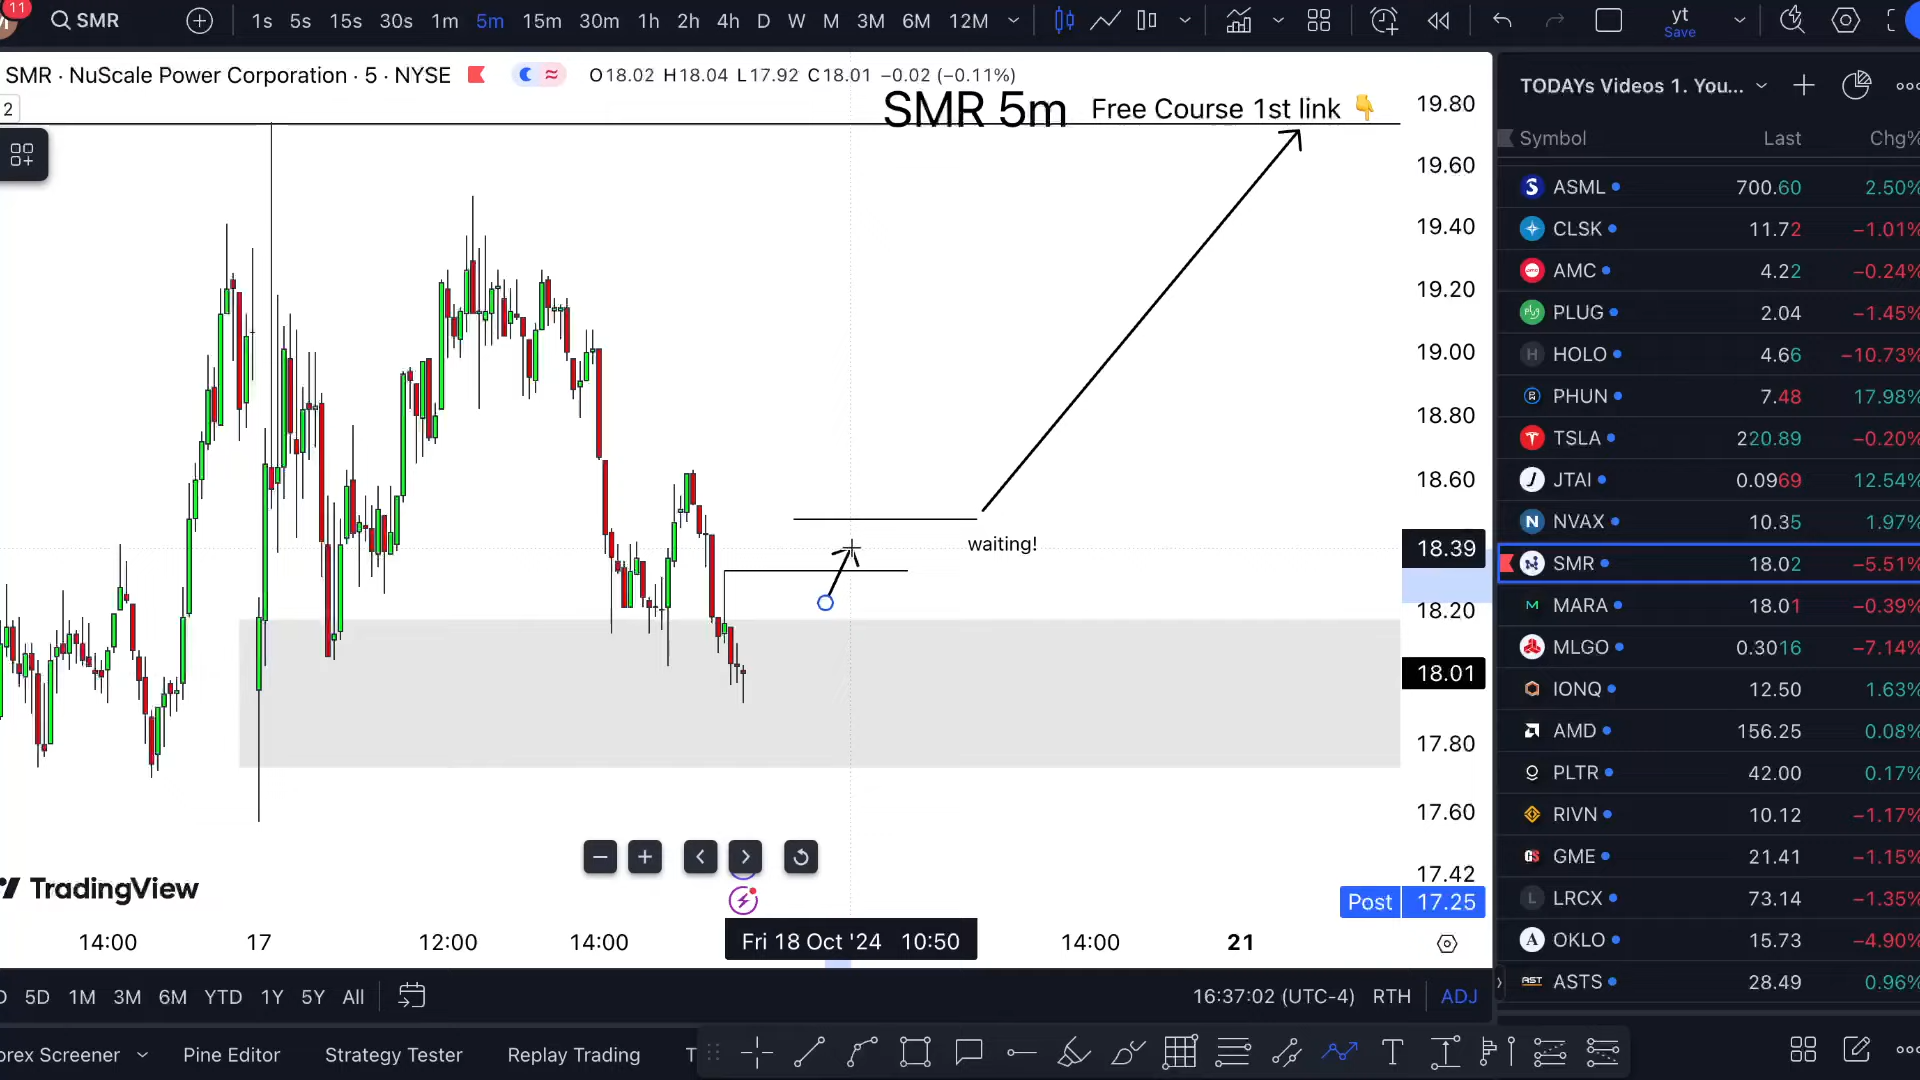 11
SMR
1s 5s 15s 30s 1m 5m 15m 30m 1h 2h 4h D W M 3M 6M 12M
yt
Save
SMR · NuScale Power Corporation · 5 · NYSE
O18.02 H18.04 L17.92 C18.01 −0.02 (−0.11%)
2
SMR 5m
Free Course 1st link 👇
waiting!
19.80
19.60
19.40
19.20
19.00
18.80
18.60
18.39
18.20
18.01
17.80
17.60
17.42
Post 17.25
TradingView
14:00 17 12:00 14:00 Fri 18 Oct '24 10:50 14:00 21
5D 1M 3M 6M YTD 1Y 5Y All
16:37:02 (UTC-4) RTH ADJ
orex Screener Pine Editor Strategy Tester Replay Trading T
TODAYs Videos 1. You...
Symbol Last Chg%
ASML 700.60 2.50%
CLSK 11.72 −1.01%
AMC 4.22 −0.24%
PLUG 2.04 −1.45%
HOLO 4.66 −10.73%
PHUN 7.48 17.98%
TSLA 220.89 −0.20%
JTAI 0.0969 12.54%
NVAX 10.35 1.97%
SMR 18.02 −5.51%
MARA 18.01 −0.39%
MLGO 0.3016 −7.14%
IONQ 12.50 1.63%
AMD 156.25 0.08%
PLTR 42.00 0.17%
RIVN 10.12 −1.17%
GME 21.41 −1.15%
LRCX 73.14 −1.35%
OKLO 15.73 −4.90%
ASTS 28.49 0.96%